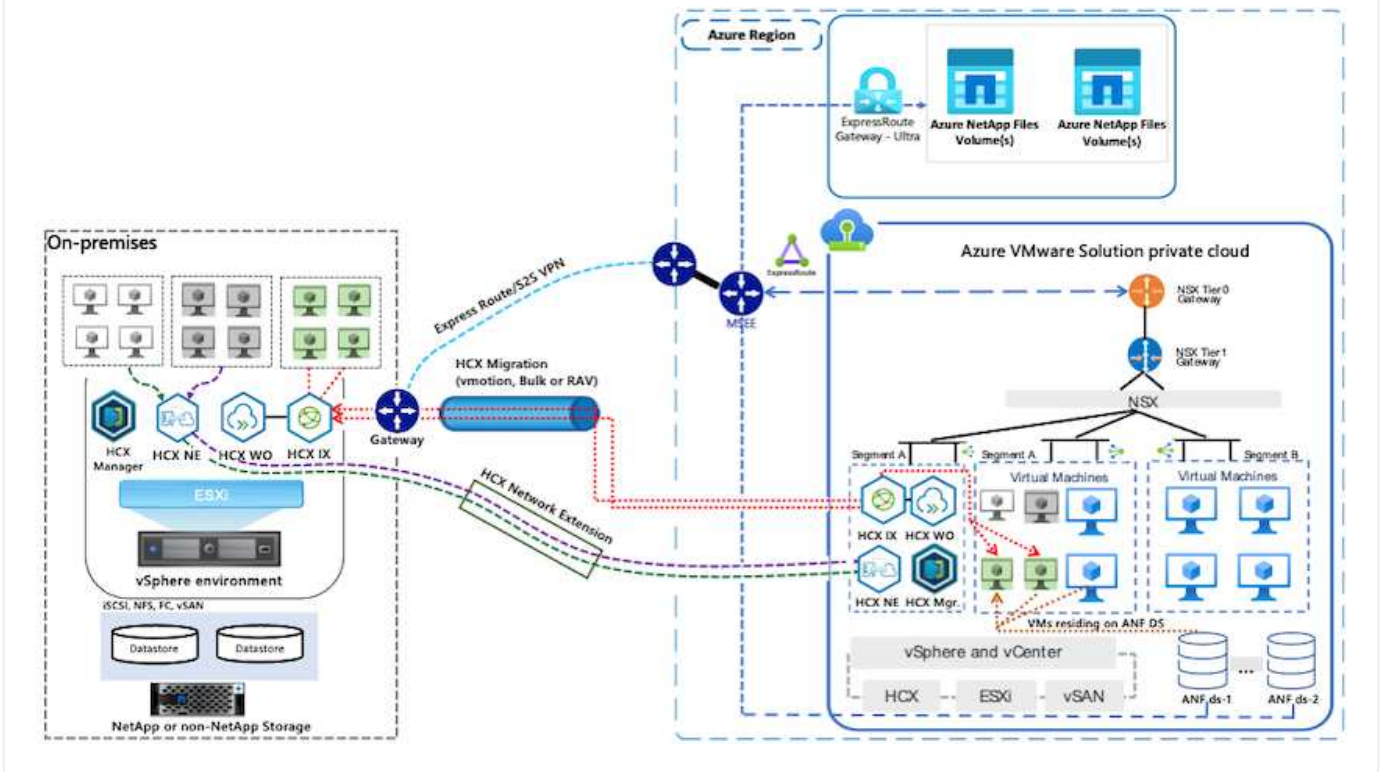 Azure Region
ExpressRoute
Gateway - Ultra
Azure NetApp Files
Volume(s)
Azure NetApp Files
Volume(s)
On-premises
Express Route/S2S VPN
ExpressRoute
MSEE
Azure VMware Solution private cloud
NSX Tier0
Gateway
NSX Tier1
Gateway
NSX
HCX Migration
(vmotion, Bulk or RAV)
Gateway
HCX
Manager
HCX NE
HCX WO
HCX IX
ESXi
vSphere environment
iSCSI, NFS, FC, vSAN
Datastore
Datastore
NetApp or non-NetApp Storage
HCX Network Extension
Segment A
Segment A
Segment B
Virtual Machines
Virtual Machines
HCX IX
HCX WO
HCX NE
HCX Mgr.
VMs residing on ANF DS
vSphere and vCenter
HCX
ESXi
vSAN
ANF ds-1
...
ANF ds-2